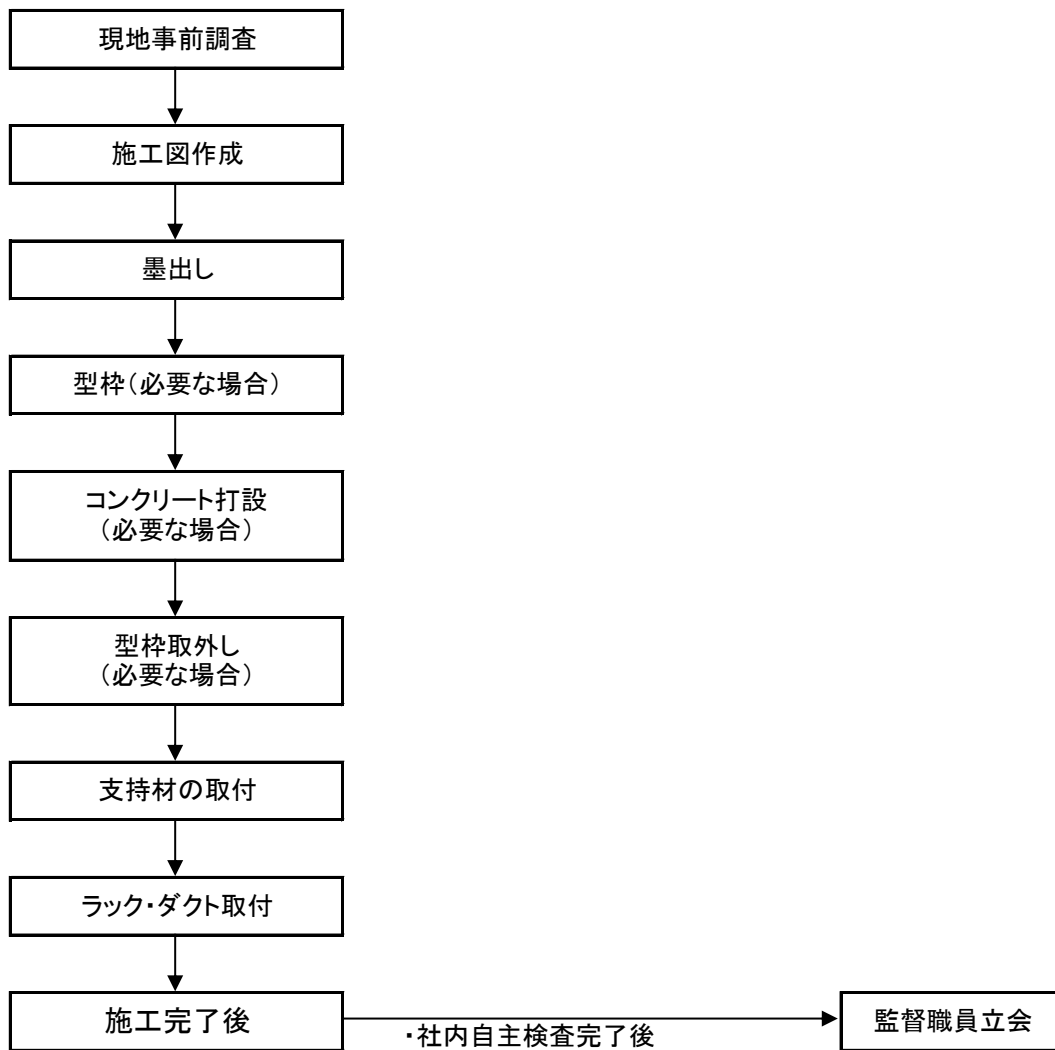 現地事前調査
施工図作成
墨出し
型枠(必要な場合)
コンクリート打設
(必要な場合)
型枠取外し
(必要な場合)
支持材の取付
ラック・ダクト取付
施工完了後
・社内自主検査完了後
監督職員立会